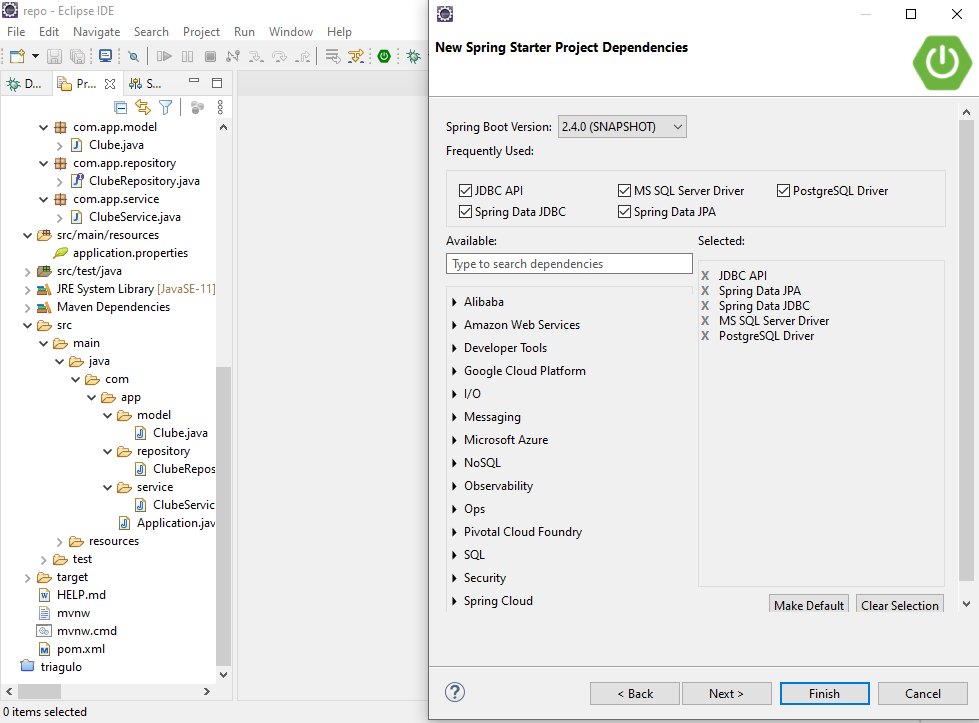 repo - Eclipse IDE
File Edit Navigate Search Project Run Window Help
D... Pr... S...
com.app.model
Clube.java
com.app.repository
ClubeRepository.java
com.app.service
ClubeService.java
src/main/resources
application.properties
src/test/java
JRE System Library [JavaSE-11]
Maven Dependencies
src
main
java
com
app
model
Clube.java
repository
ClubeRepos
service
ClubeServic
Application.jav
resources
test
target
HELP.md
mvnw
mvnw.cmd
pom.xml
triagulo
0 items selected
New Spring Starter Project Dependencies
Spring Boot Version: 2.4.0 (SNAPSHOT)
Frequently Used:
JDBC API MS SQL Server Driver PostgreSQL Driver
Spring Data JDBC Spring Data JPA
Available:
Type to search dependencies
Alibaba
Amazon Web Services
Developer Tools
Google Cloud Platform
I/O
Messaging
Microsoft Azure
NoSQL
Observability
Ops
Pivotal Cloud Foundry
SQL
Security
Spring Cloud
Selected:
X JDBC API
X Spring Data JPA
X Spring Data JDBC
X MS SQL Server Driver
X PostgreSQL Driver
Make Default Clear Selection
? < Back Next > Finish Cancel